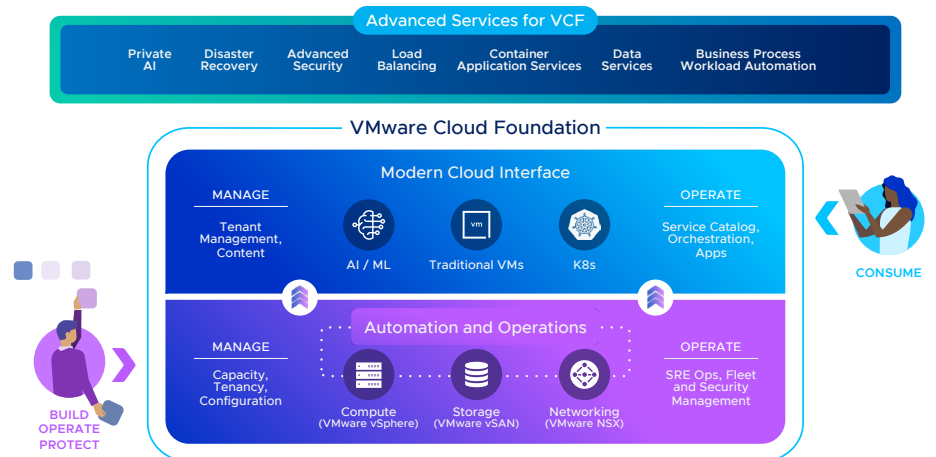 Advanced Services for VCF
Private
AI
Disaster
Recovery
Advanced
Security
Load
Balancing
Container
Application Services
Data
Services
Business Process
Workload Automation
VMware Cloud Foundation
Modern Cloud Interface
MANAGE
Tenant
Management,
Content
AI / ML
vm
Traditional VMs
K8s
OPERATE
Service Catalog,
Orchestration,
Apps
CONSUME
Automation and Operations
MANAGE
Capacity,
Tenancy,
Configuration
Compute
(VMware vSphere)
Storage
(VMware vSAN)
Networking
(VMware NSX)
OPERATE
SRE Ops, Fleet
and Security
Management
BUILD
OPERATE
PROTECT